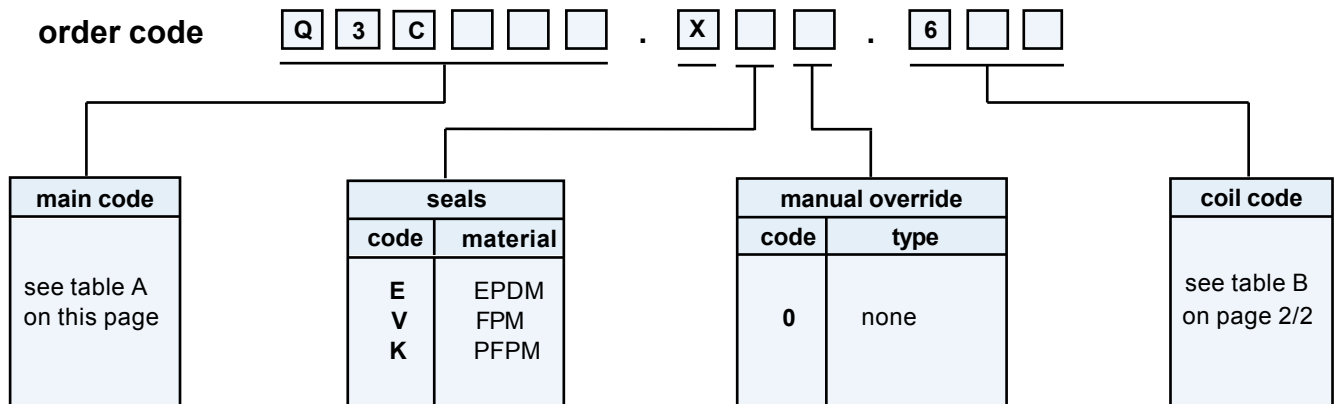 order code Q 3 C . X . 6
main code seals manual override coil code
code material code type
see table A
on this page
E EPDM
V FPM
K PFPM
0 none
see table B
on page 2/2